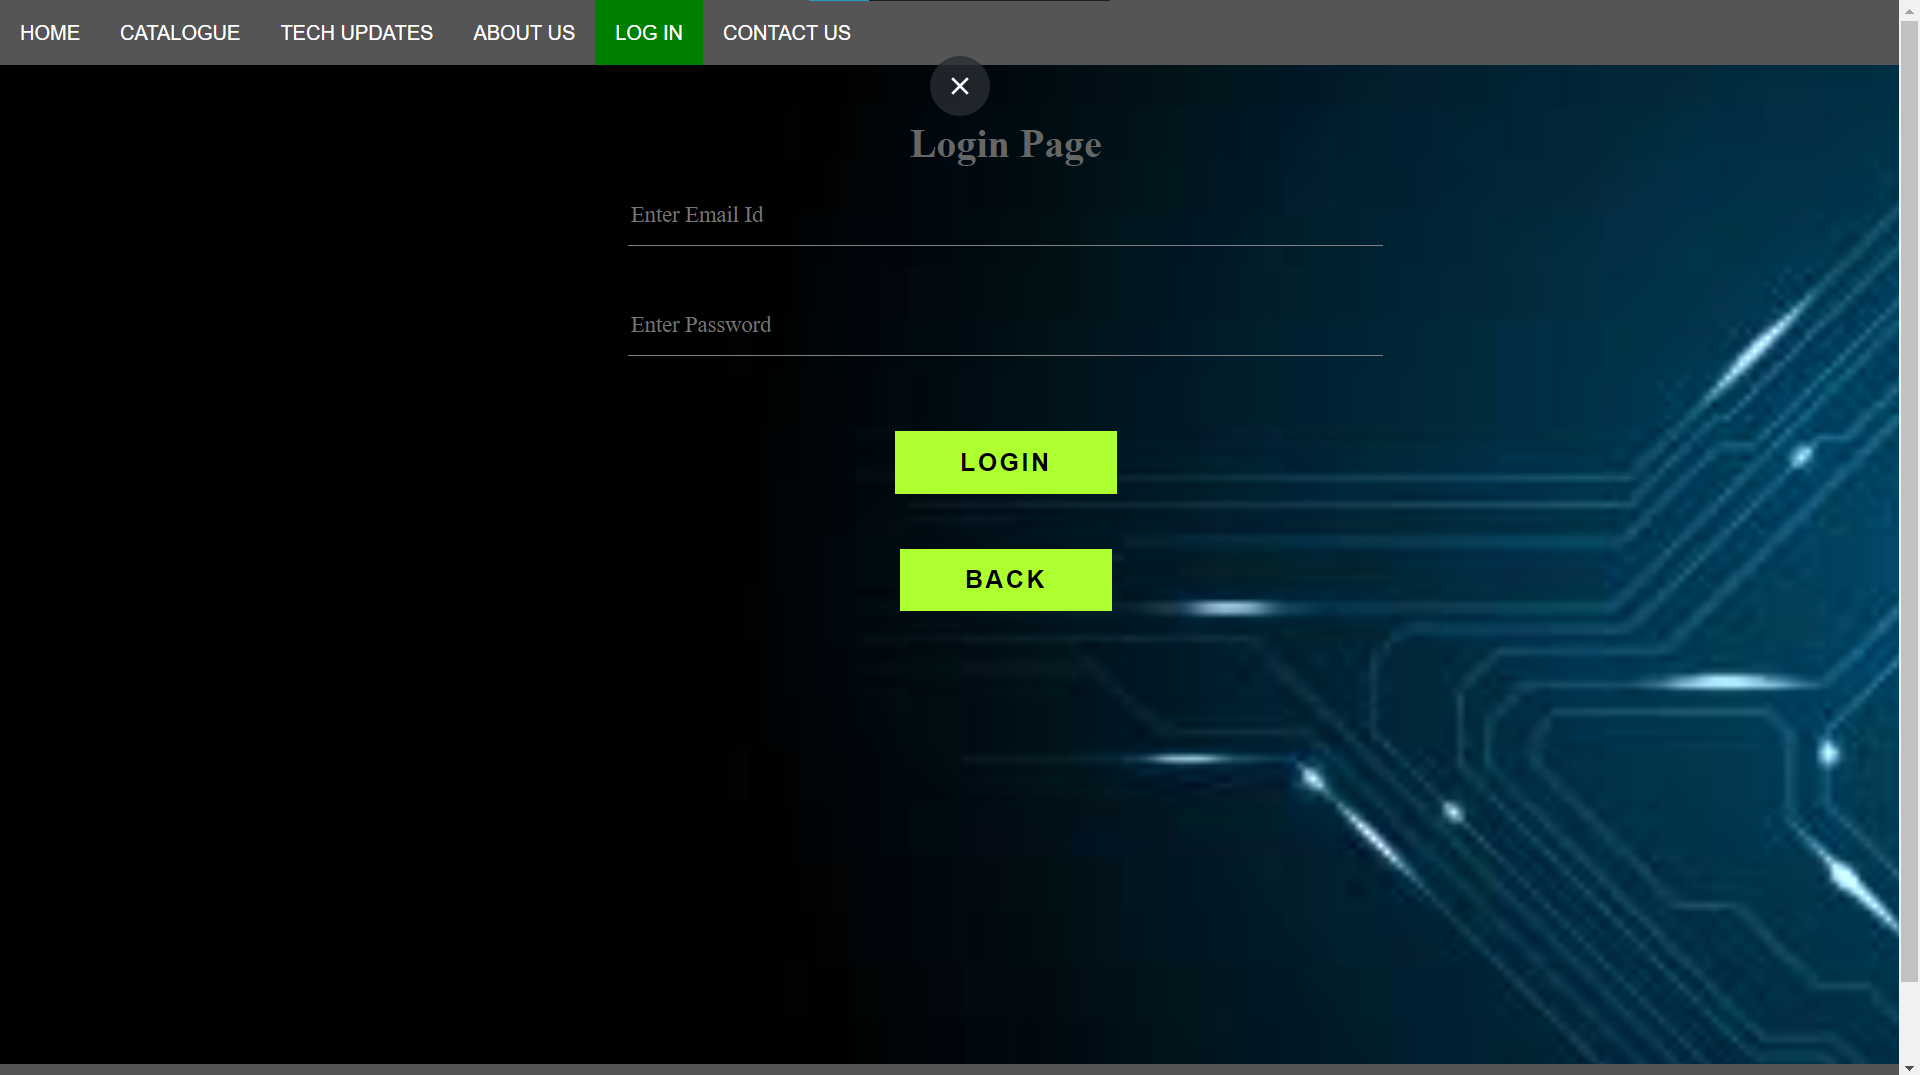 HOME CATALOGUE TECH UPDATES ABOUT US LOG IN CONTACT US
Login Page
Enter Email Id
Enter Password
LOGIN
BACK